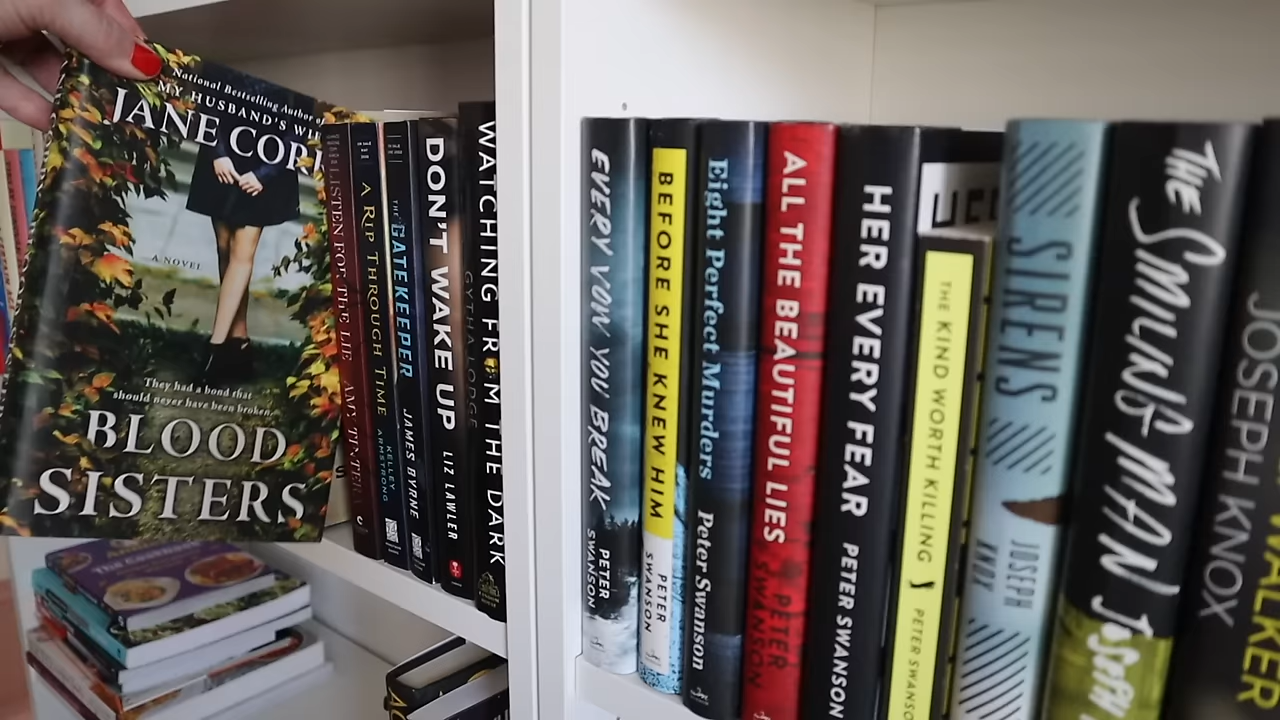 National Bestselling Author of
MY HUSBAND'S WIFE
JANE COR
A NOVEL
They had a bond that
should never have been broken.
BLOOD
SISTERS
LISTEN FOR THE LIE AMY TINTERA
A RIP THROUGH TIME KELLEY ARMSTRONG
THE GATEKEEPER JAMES BYRNE
DON'T WAKE UP LIZ LAWLER
WATCHING FROM THE DARK
GYTHA LODGE
EVERY VOW YOU BREAK PETER SWANSON
BEFORE SHE KNEW HIM PETER SWANSON
Eight Perfect Murders Peter Swanson
ALL THE BEAUTIFUL LIES PETER SWANSON
HER EVERY FEAR PETER SWANSON
THE KIND WORTH KILLING PETER SWANSO
SIRENS JOSEPH KNOX
THE SMILING MAN JOSEPH
JOSEPH KNOX
WALKER